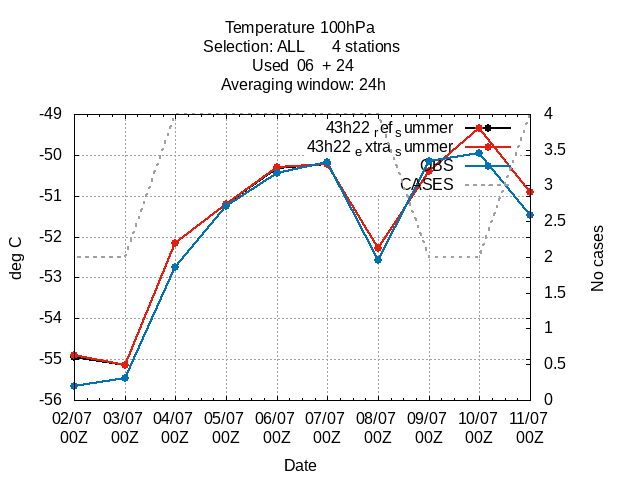 Temperature 100hPa
Selection: ALL 4 stations
Used 06 + 24
Averaging window: 24h
-49
-50
-51
-52
-53
-54
-55
-56
deg C
4
3.5
3
2.5
2
1.5
1
0.5
0
No cases
43h22 ref summer
43h22 extra summer
OBS
CASES
02/07 03/07 04/07 05/07 06/07 07/07 08/07 09/07 10/07 11/07
00Z 00Z 00Z 00Z 00Z 00Z 00Z 00Z 00Z 00Z
Date